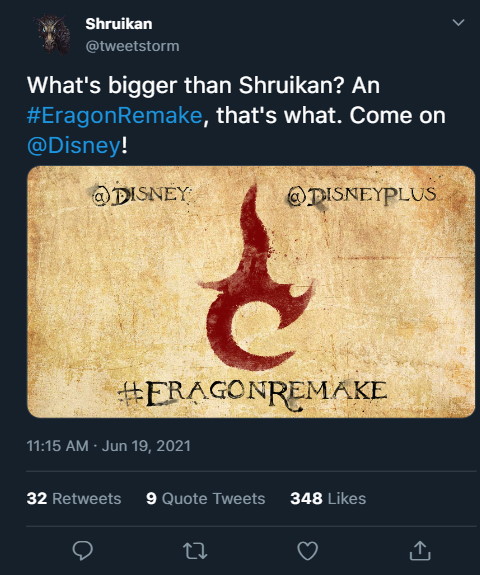 Shruikan
@tweetstorm
What's bigger than Shruikan? An
#EragonRemake, that's what. Come on
@Disney!
@DISNEY
@DISNEYPLUS
#ERAGONREMAKE
11:15 AM · Jun 19, 2021
32 Retweets 9 Quote Tweets 348 Likes